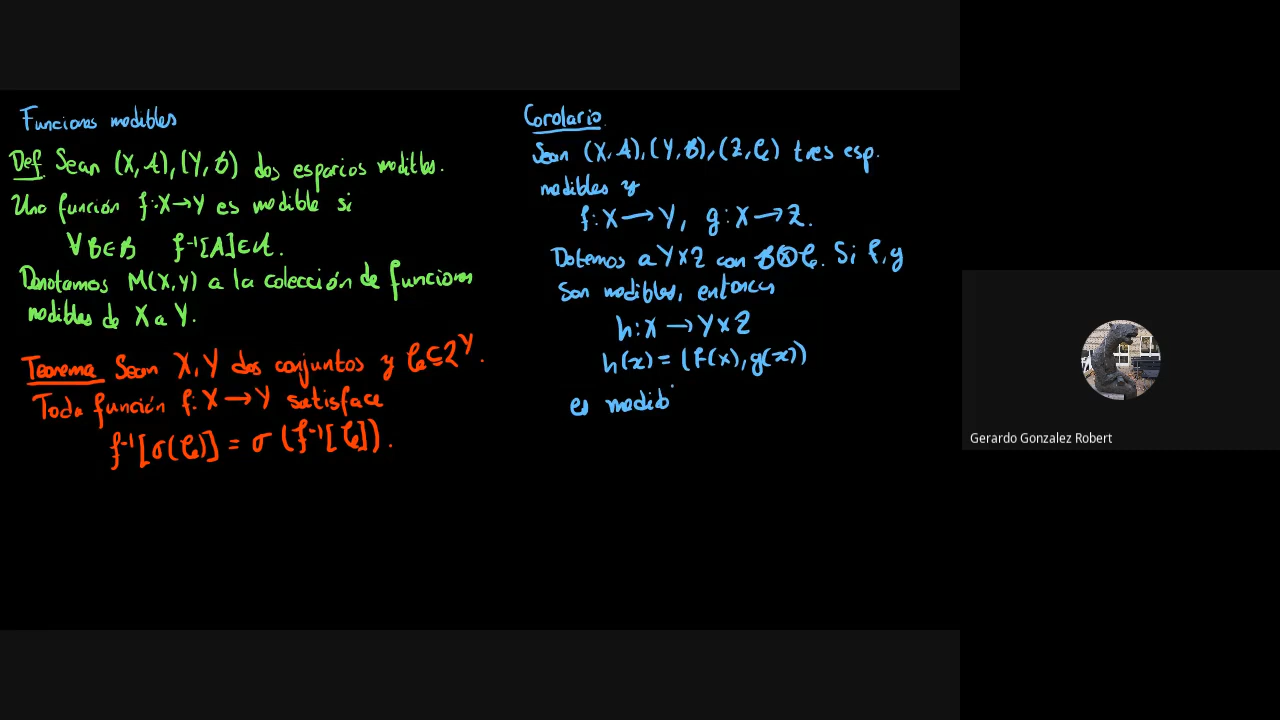 Funciones medibles
Def. Sean (X, 𝒜), (Y, ℬ) dos espacios medibles.
Una función f: X → Y es medible si
∀ B ∈ ℬ f⁻¹[A] ∈ 𝒜.
Denotamos M(X, Y) a la colección de funciones
medibles de X a Y.
Teorema Sean X, Y dos conjuntos y 𝒞 ⊆ 2^Y.
Toda función f: X → Y satisface
f⁻¹[σ(𝒞)] = σ(f⁻¹[𝒞]).
Corolario.
Sean (X, 𝒜), (Y, ℬ), (Z, 𝒞) tres esp.
medibles y
f: X → Y, g: X → Z.
Dotemos a Y × Z con ℬ ⊗ 𝒞. Si f, g
son medibles, entonces
h: X → Y × Z
h(x) = (f(x), g(x))
es medib
Gerardo Gonzalez Robert